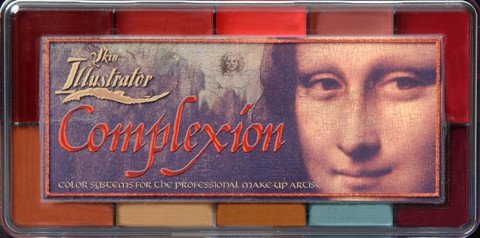 Skin
Illustrator
Complexion
COLOR SYSTEMS FOR THE PROFESSIONAL MAKE-UP ARTIST